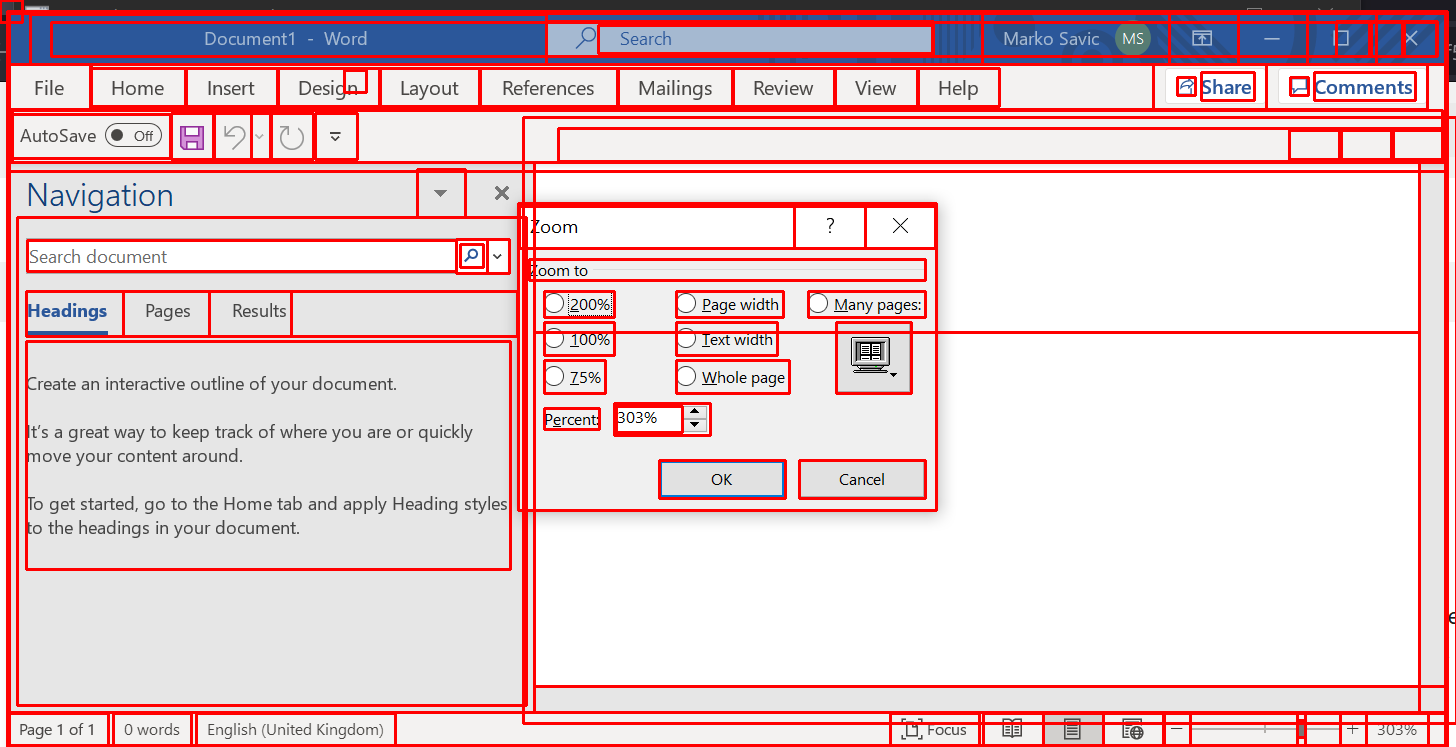 Document1 - Word
Search
Marko Savic MS
File Home Insert Design Layout References Mailings Review View Help Share Comments
AutoSave Off
Navigation
Search document
Headings Pages Results
Create an interactive outline of your document.
It's a great way to keep track of where you are or quickly
move your content around.
To get started, go to the Home tab and apply Heading styles
to the headings in your document.
Zoom ?
Zoom to
200% Page width Many pages:
100% Text width
75% Whole page
Percent: 303%
OK Cancel
Page 1 of 1 0 words English (United Kingdom) Focus 303%